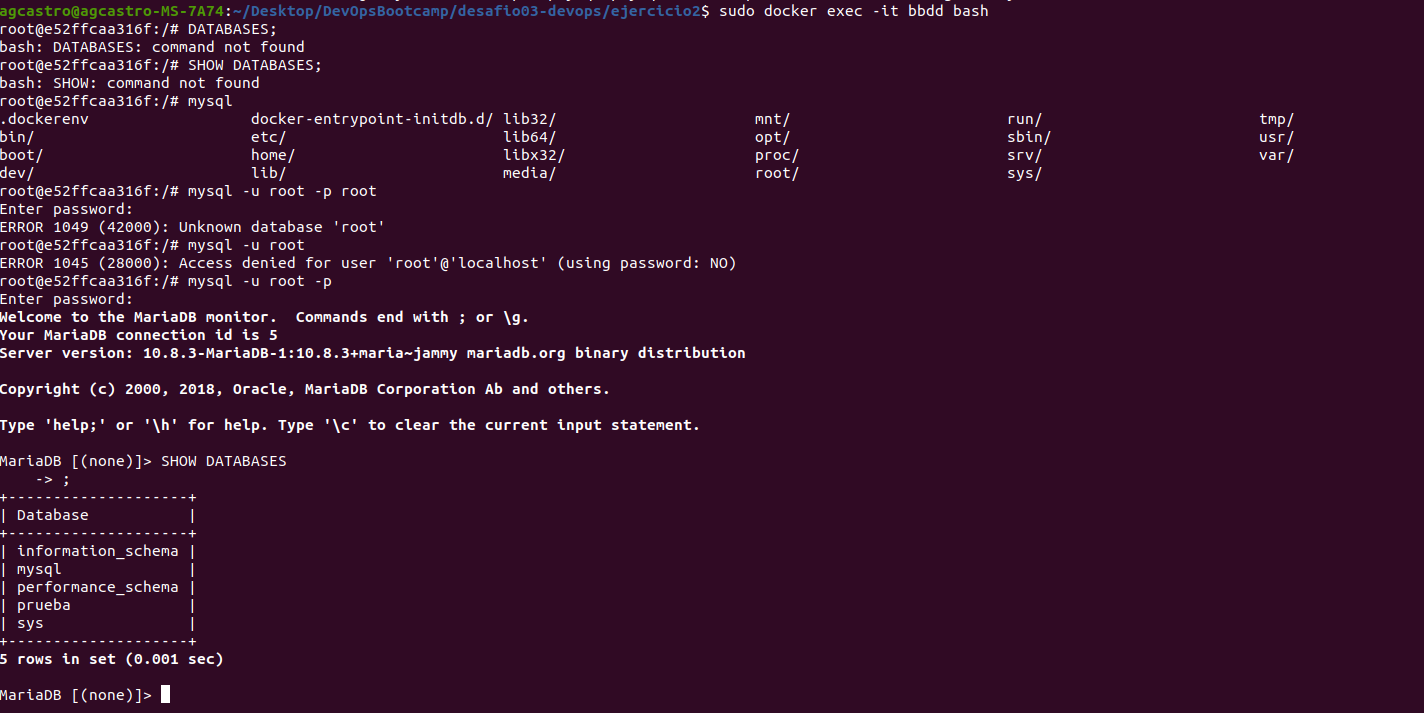 agcastro@agcastro-MS-7A74:~/Desktop/DevOpsBootcamp/desafio03-devops/ejercicio2$ sudo docker exec -it bbdd bash
root@e52ffcaa316f:/# DATABASES;
bash: DATABASES: command not found
root@e52ffcaa316f:/# SHOW DATABASES;
bash: SHOW: command not found
root@e52ffcaa316f:/# mysql
.dockerenv                  docker-entrypoint-initdb.d/ lib32/                      mnt/                        run/                        tmp/
bin/                        etc/                        lib64/                      opt/                        sbin/                       usr/
boot/                       home/                       libx32/                     proc/                       srv/                        var/
dev/                        lib/                        media/                      root/                       sys/
root@e52ffcaa316f:/# mysql -u root -p root
Enter password:
ERROR 1049 (42000): Unknown database 'root'
root@e52ffcaa316f:/# mysql -u root
ERROR 1045 (28000): Access denied for user 'root'@'localhost' (using password: NO)
root@e52ffcaa316f:/# mysql -u root -p
Enter password:
Welcome to the MariaDB monitor.  Commands end with ; or \g.
Your MariaDB connection id is 5
Server version: 10.8.3-MariaDB-1:10.8.3+maria~jammy mariadb.org binary distribution

Copyright (c) 2000, 2018, Oracle, MariaDB Corporation Ab and others.

Type 'help;' or '\h' for help. Type '\c' to clear the current input statement.

MariaDB [(none)]> SHOW DATABASES
    -> ;
+--------------------+
| Database           |
+--------------------+
| information_schema |
| mysql              |
| performance_schema |
| prueba             |
| sys                |
+--------------------+
5 rows in set (0.001 sec)

MariaDB [(none)]>